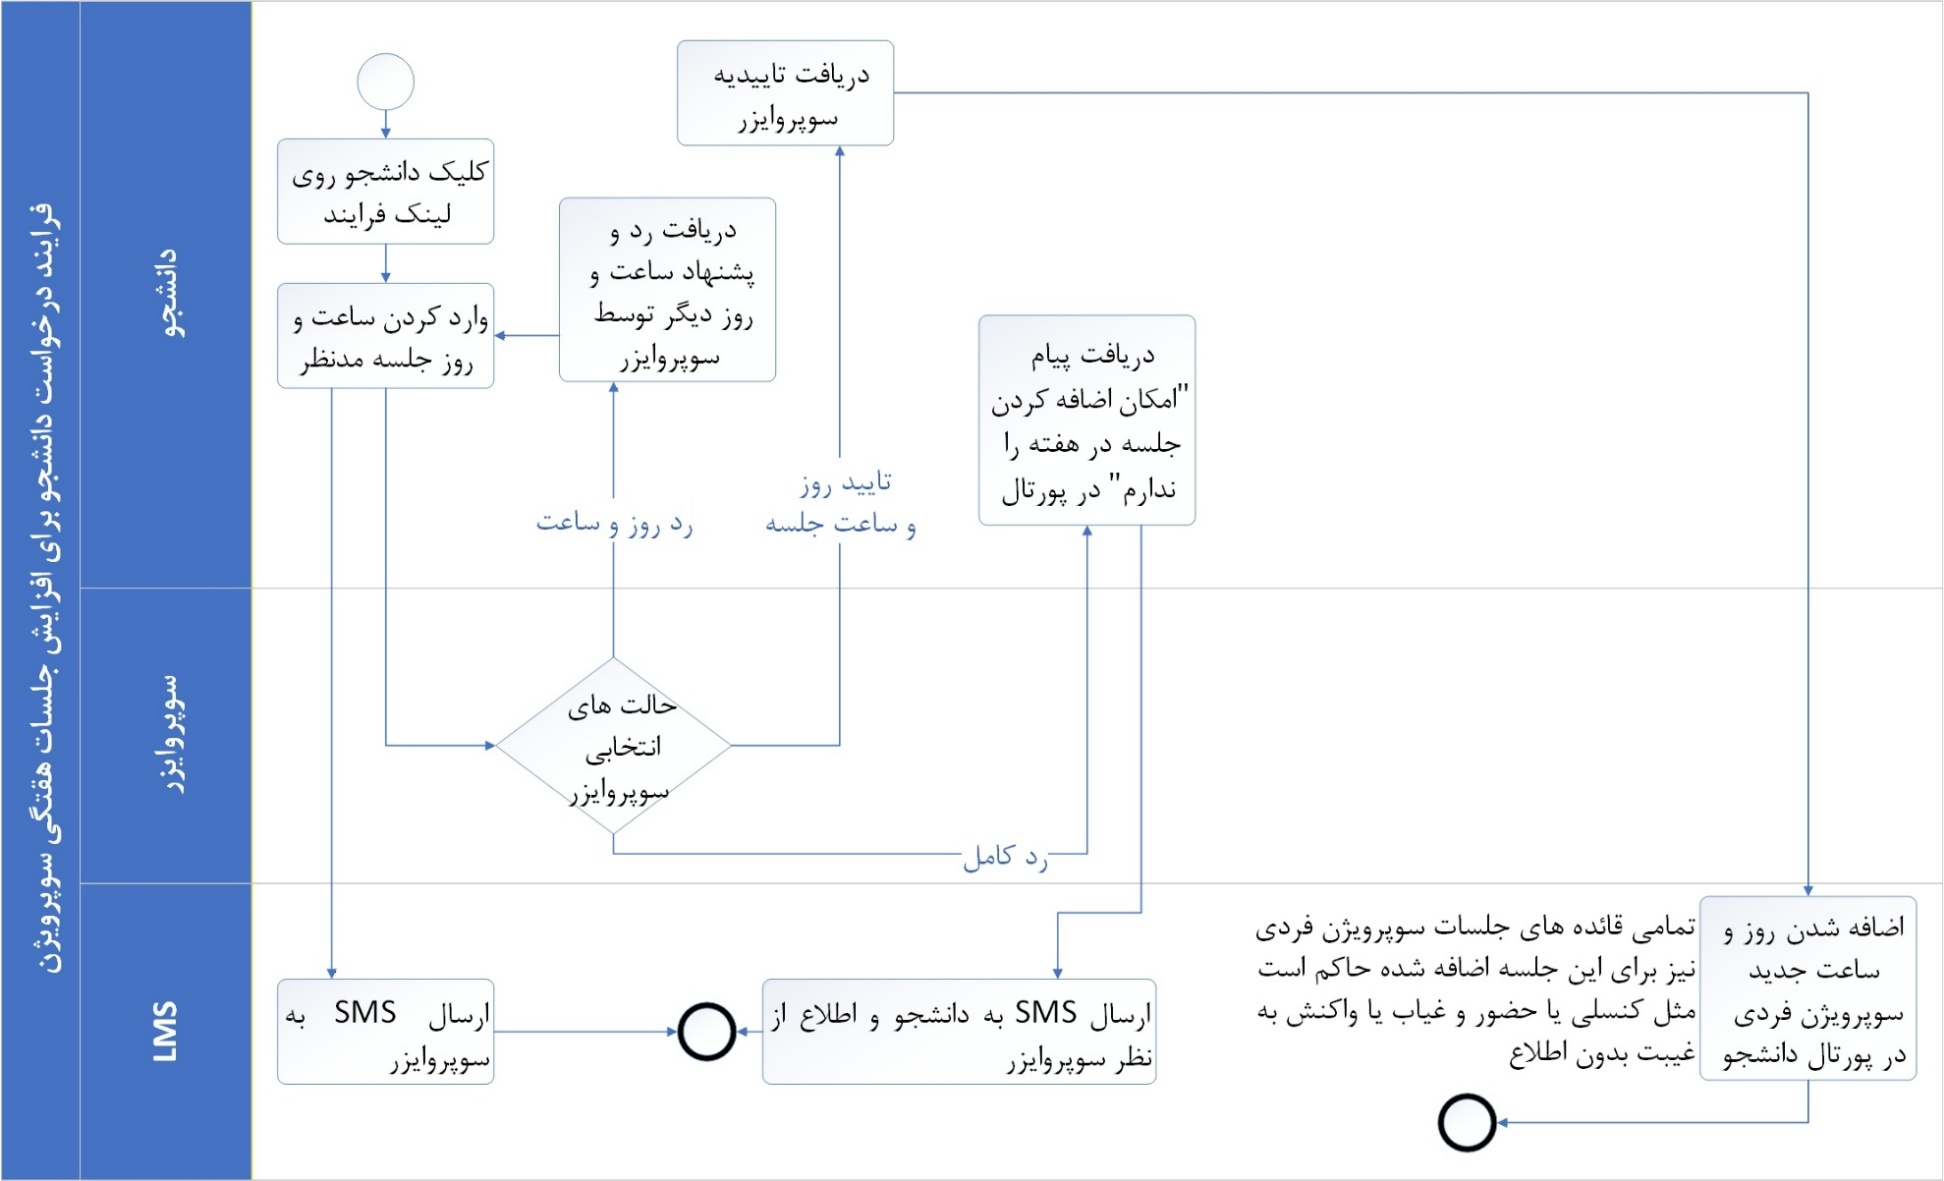 فرایند درخواست دانشجو برای افزایش جلسات هفتگی سوپرویژن
دانشجو
کلیک دانشجو روی
لینک فرایند
وارد کردن ساعت و
روز جلسه مدنظر
دریافت رد و
پشنهاد ساعت و
روز دیگر توسط
سوپروایزر
دریافت تاییدیه
سوپروایزر
دریافت پیام
"امکان اضافه کردن
جلسه در هفته را
ندارم" در پورتال
رد روز و ساعت
تایید روز
و ساعت جلسه
سوپروایزر
حالت های
انتخابی
سوپروایزر
رد کامل
LMS
ارسال SMS به
سوپروایزر
ارسال SMS به دانشجو و اطلاع از
نظر سوپروایزر
اضافه شدن روز و
ساعت جدید
سوپرویژن فردی
در پورتال دانشجو
تمامی قائده های جلسات سوپرویژن فردی
نیز برای این جلسه اضافه شده حاکم است
مثل کنسلی یا حضور و غیاب یا واکنش به
غیبت بدون اطلاع